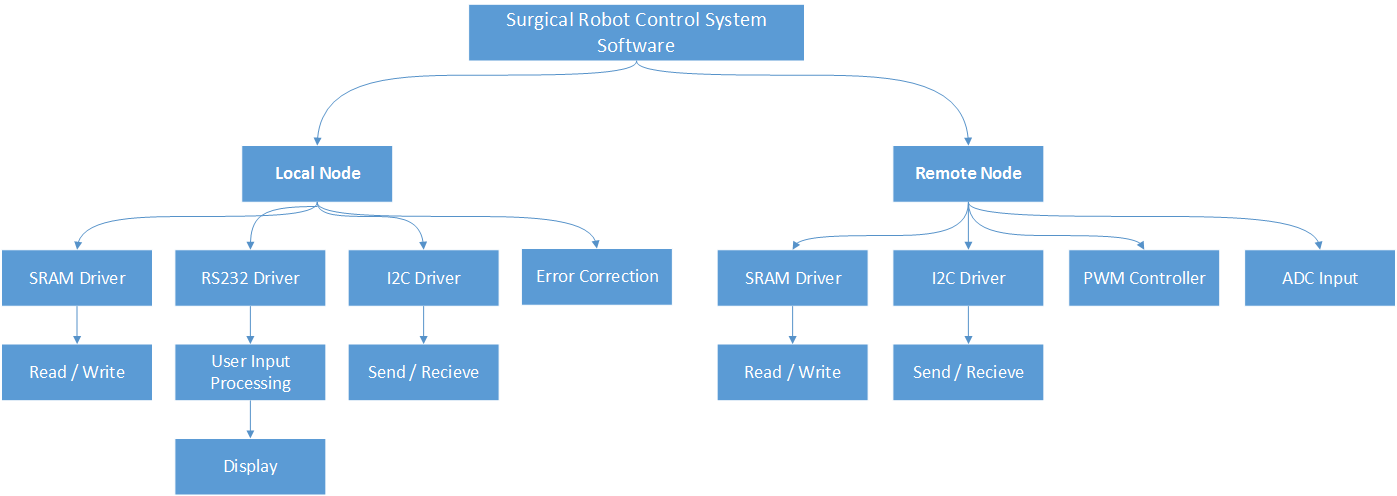 Surgical Robot Control System
Software
Local Node
Remote Node
SRAM Driver
RS232 Driver
I2C Driver
Error Correction
SRAM Driver
I2C Driver
PWM Controller
ADC Input
Read / Write
User Input
Processing
Send / Recieve
Read / Write
Send / Recieve
Display